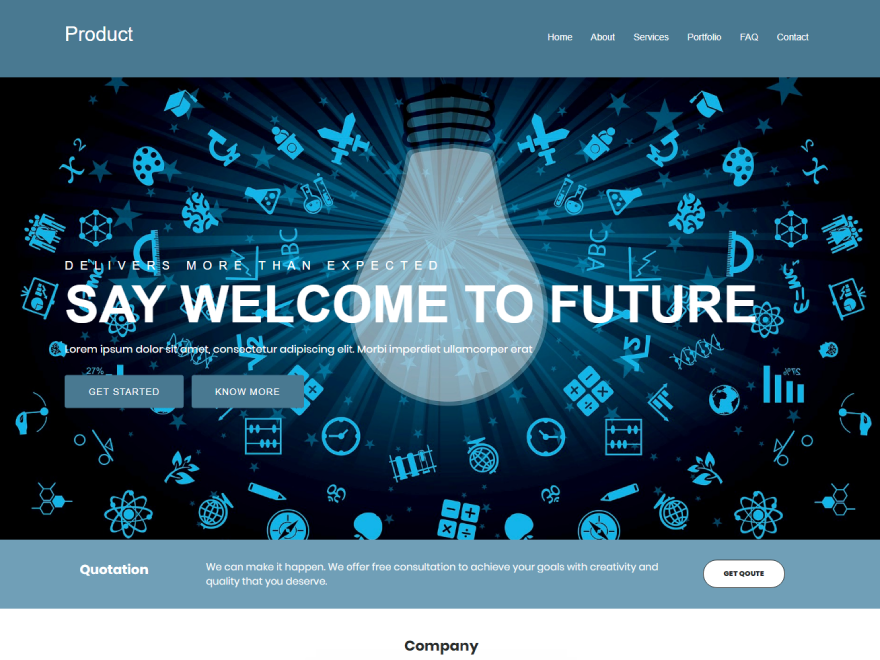 Product
Home About Services Portfolio FAQ Contact
DELIVERS MORE THAN EXPECTED
SAY WELCOME TO FUTURE
Lorem ipsum dolor sit amet, consectetur adipiscing elit. Morbi imperdiet ullamcorper erat
GET STARTED KNOW MORE
ABC
27%
Quotation
We can make it happen. We offer free consultation to achieve your goals with creativity and
quality that you deserve.
GET QOUTE
Company